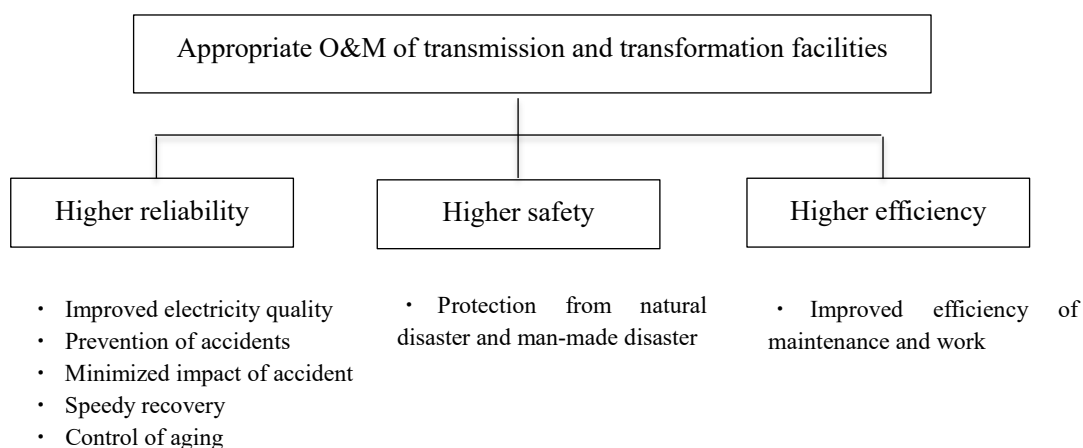 Appropriate O&M of transmission and transformation facilities
Higher reliability
Higher safety
Higher efficiency
・ Improved electricity quality
・ Prevention of accidents
・ Minimized impact of accident
・ Speedy recovery
・ Control of aging
・ Protection from natural
disaster and man-made disaster
・ Improved efficiency of
maintenance and work